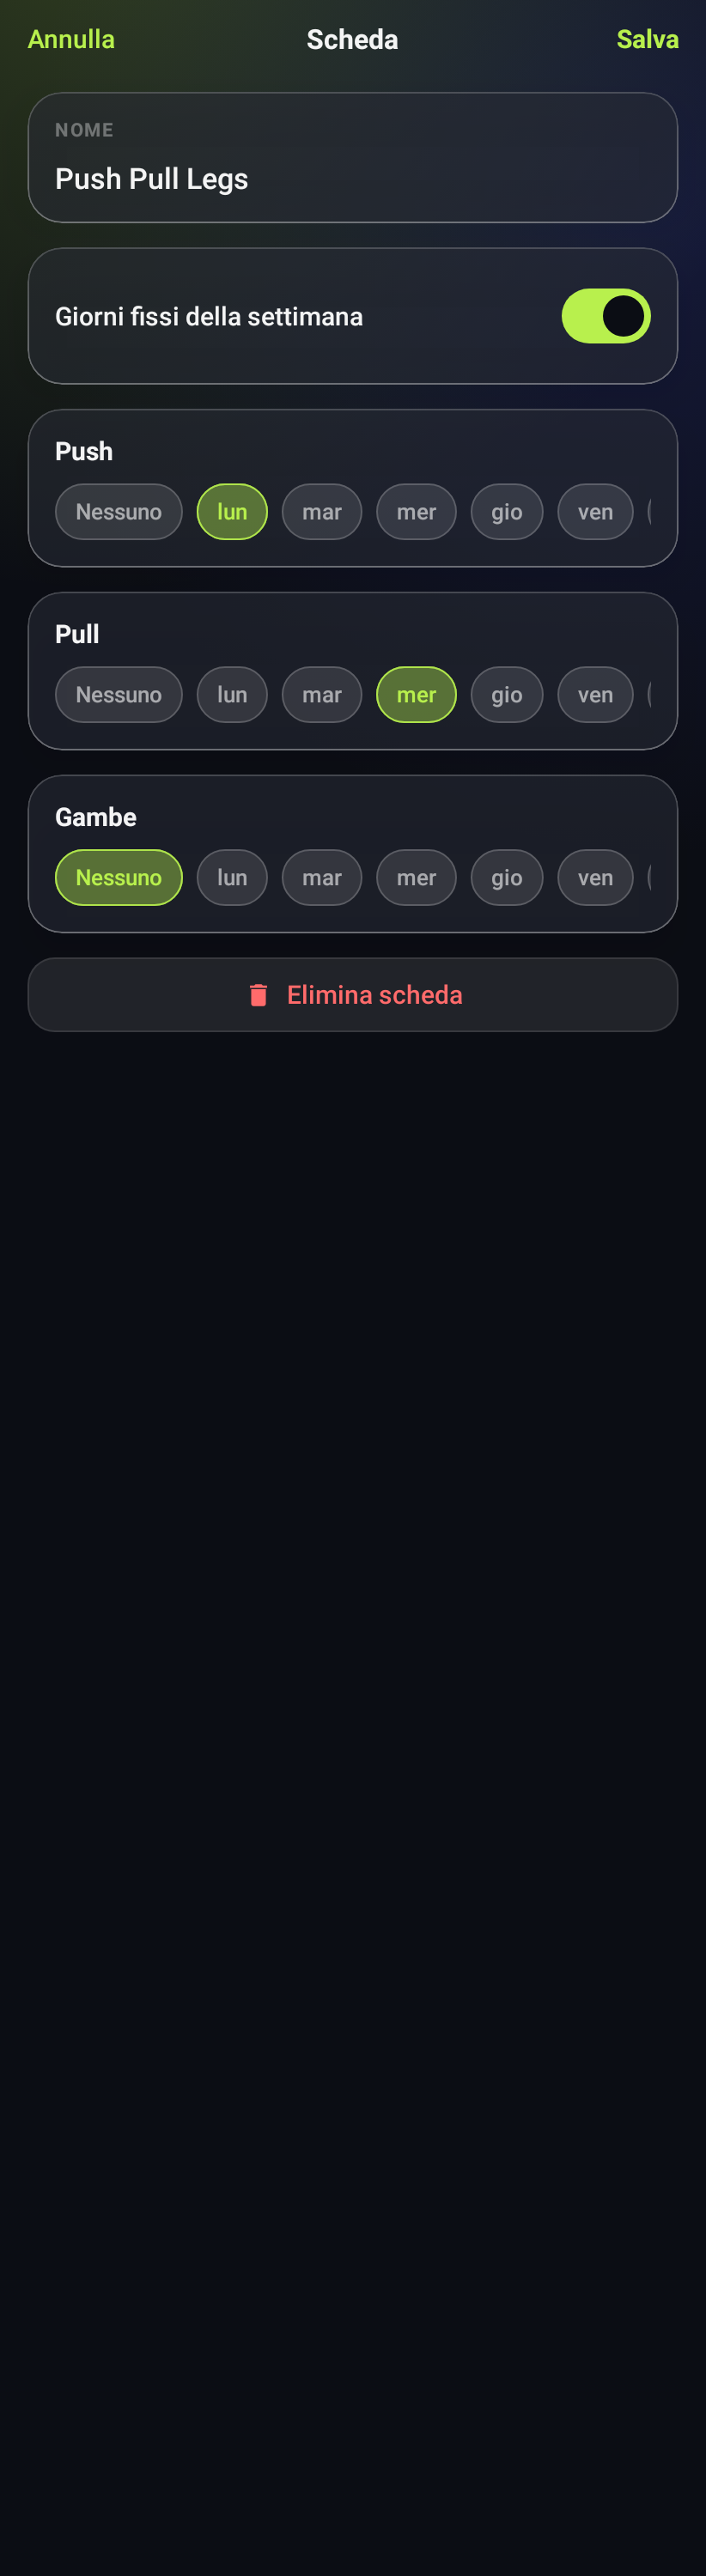 Annulla Scheda Salva
NOME
Push Pull Legs
Giorni fissi della settimana
Push
Nessuno lun mar mer gio ven
Pull
Nessuno lun mar mer gio ven
Gambe
Nessuno lun mar mer gio ven
Elimina scheda